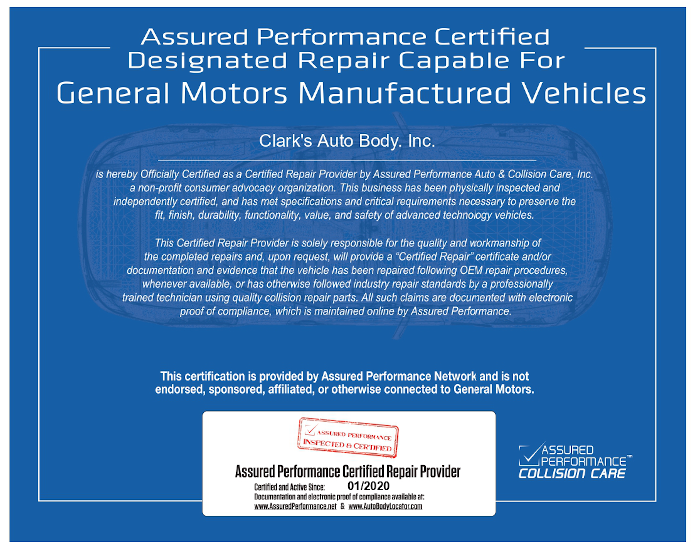 Assured Performance Certified
Designated Repair Capable For
General Motors Manufactured Vehicles
Clark's Auto Body. Inc.
Is hereby Officially Certified as a Certified Repair Provider by Assured Performance Auto & Collision Care, Inc.
a non-profit consumer advocacy organization. This business has been physically inspected and
independently certified, and has met specifications and critical requirements necessary to preserve the
fit, finish, durability, functionality, value, and safety of advanced technology vehicles.
This Certified Repair Provider is solely responsible for the quality and workmanship of
the completed repairs and, upon request, will provide a “Certified Repair” certificate and/or
documentation and evidence that the vehicle has been repaired following OEM repair procedures,
whenever available, or has otherwise followed industry repair standards by a professionally
trained technician using quality collision repair parts. All such claims are documented with electronic
proof of compliance, which is maintained online by Assured Performance.
This certification is provided by Assured Performance Network and is not
endorsed, sponsored, affiliated, or otherwise connected to General Motors.
ASSURED PERFORMANCE
INSPECTED & CERTIFIED
Assured Performance Certified Repair Provider
Certified and Active Since: 01/2020
Documentation and electronic proof of compliance available at:
www.AssuredPerformance.net & www.AutoBodyLocator.com
ASSURED
PERFORMANCE™
COLLISION CARE